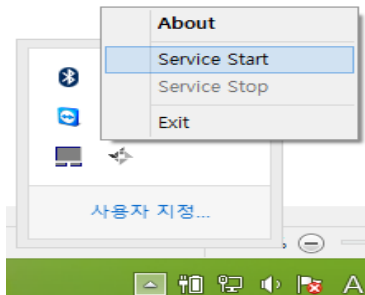 About
Service Start
Service Stop
Exit
사용자 지정...
A